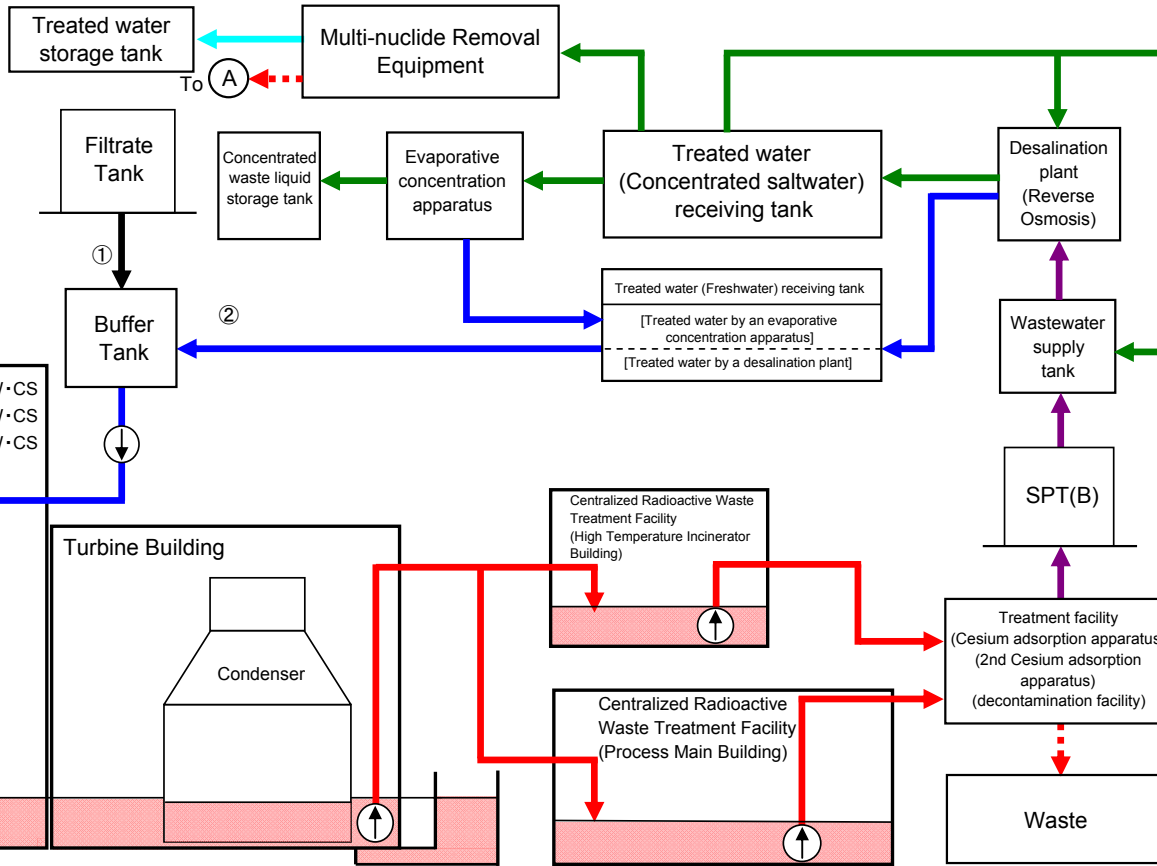 Treated water
storage tank
Multi-nuclide Removal
Equipment
To
A
Filtrate
Tank
Concentrated
waste liquid
storage tank
Evaporative
concentration
apparatus
Treated water
(Concentrated saltwater)
receiving tank
Desalination
plant
(Reverse
Osmosis)
①
②
Buffer
Tank
Treated water (Freshwater) receiving tank
[Treated water by an evaporative
concentration apparatus]
[Treated water by a desalination plant]
Wastewater
supply
tank
・CS
・CS
・CS
SPT(B)
Turbine Building
Condenser
Centralized Radioactive Waste
Treatment Facility
(High Temperature Incinerator
Building)
Centralized Radioactive
Waste Treatment Facility
(Process Main Building)
Treatment facility
(Cesium adsorption apparatus
(2nd Cesium adsorption
apparatus)
(decontamination facility)
Waste